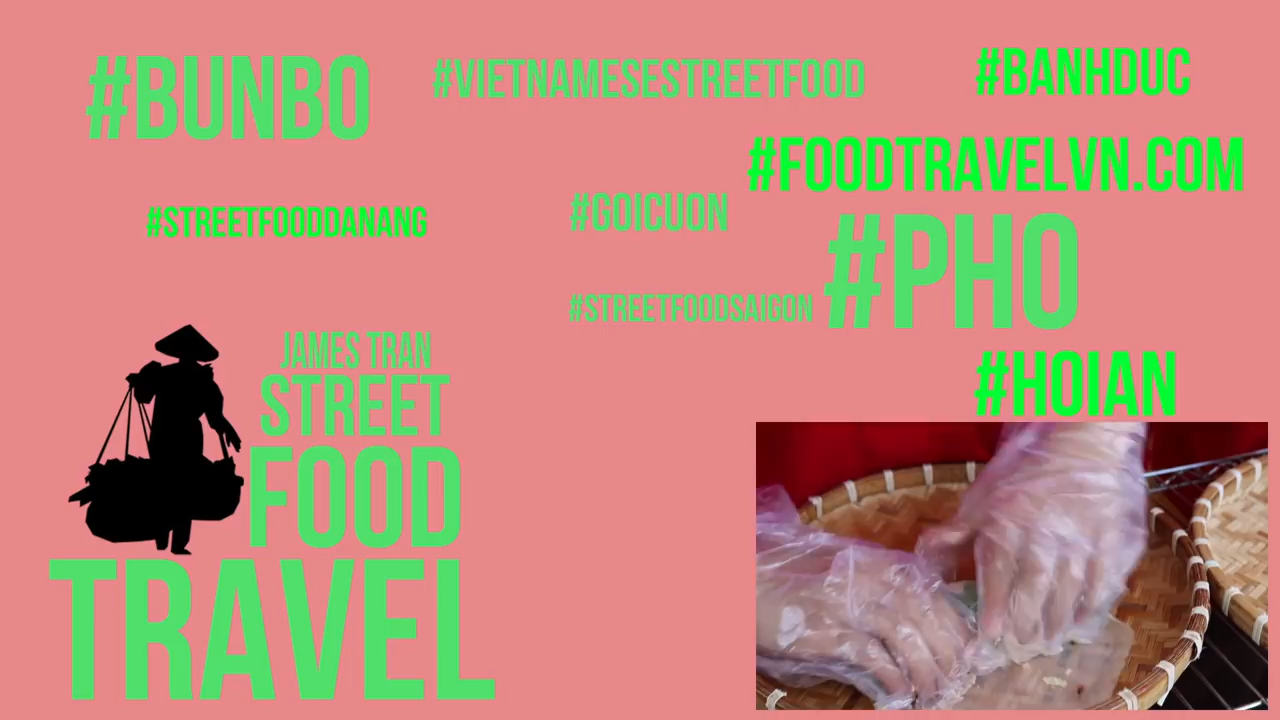 #BUNBO
#VIETNAMESESTREETFOOD
#BANHDUC
#FOODTRAVELVN.COM
#STREETFOODDANANG
#GOICUON
#PHO
#STREETFOODSAIGON
#HOIAN
JAMES TRAN
STREET
FOOD
TRAVEL